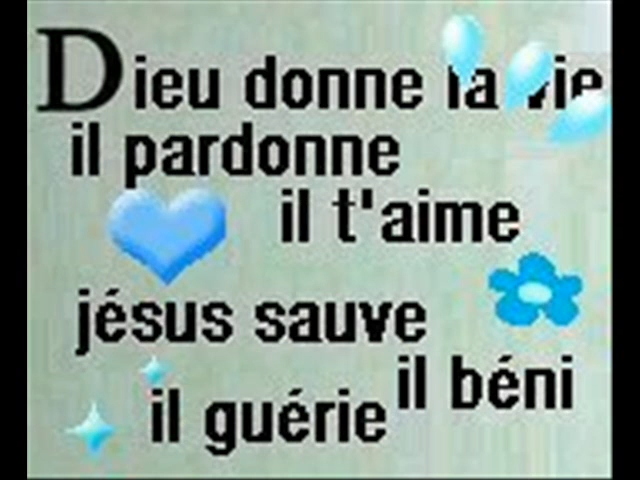 Dieu donne la vie
il pardonne
il t'aime
jésus sauve
il béni
il guérie